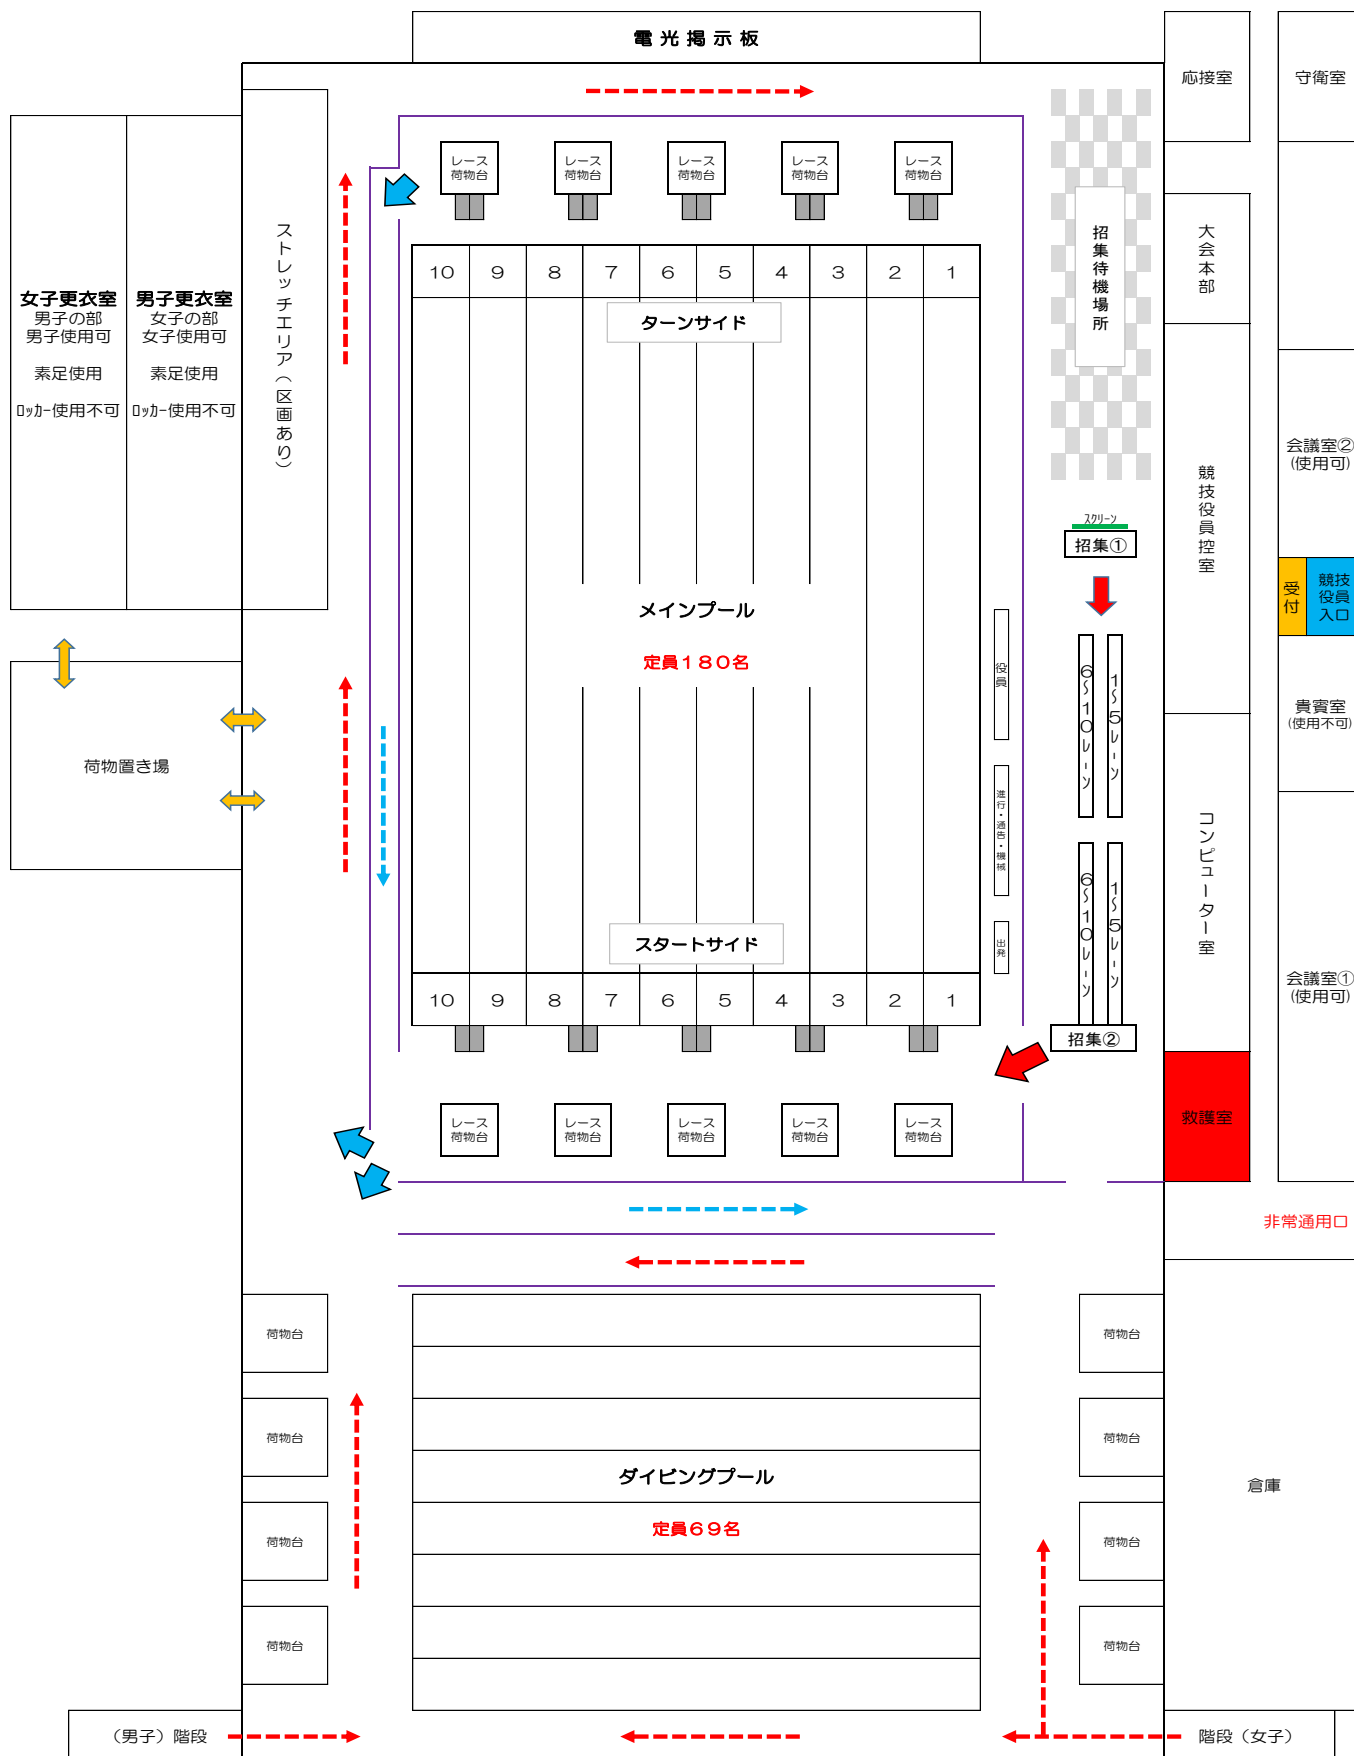 電光掲示板
応接室
守衛室
レース
荷物台
レース
荷物台
レース
荷物台
レース
荷物台
レース
荷物台
ストレッチエリア（区画あり）
招集待機場所
大会本部
10 9 8 7 6 5 4 3 2 1
ターンサイド
女子更衣室
男子の部
男子使用可
素足使用
ﾛｯｶｰ使用不可
男子更衣室
女子の部
女子使用可
素足使用
ﾛｯｶｰ使用不可
会議室②
(使用可)
競技役員控室
ｽｸﾘｰﾝ
招集①
受付
競技
役員
入口
メインプール
定員１８０名
役員
6～10ﾚｰﾝ
1～5ﾚｰﾝ
貴賓室
(使用不可)
荷物置き場
進行・通告・機械
コンピューター室
6～10ﾚｰﾝ
1～5ﾚｰﾝ
出発
スタートサイド
会議室①
(使用可)
10 9 8 7 6 5 4 3 2 1
招集②
レース
荷物台
レース
荷物台
レース
荷物台
レース
荷物台
レース
荷物台
救護室
非常通用口
荷物台
荷物台
荷物台
荷物台
ダイビングプール
倉庫
定員６９名
荷物台
荷物台
荷物台
荷物台
（男子）階段
階段（女子）